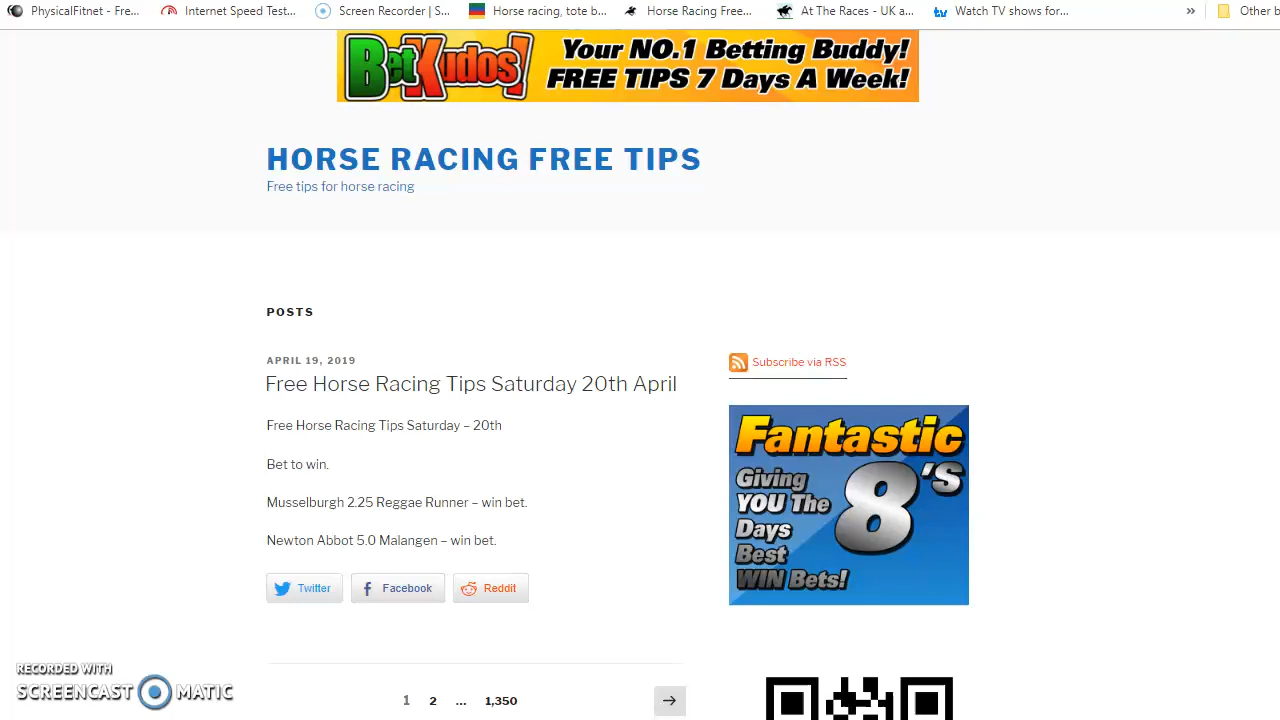 PhysicalFitnet - Fre...
Internet Speed Test...
Screen Recorder | S...
Horse racing, tote b...
Horse Racing Free...
At The Races - UK a...
Watch TV shows for...
»
Other b
BetKudos!
Your NO.1 Betting Buddy!
FREE TIPS 7 Days A Week!
HORSE RACING FREE TIPS
Free tips for horse racing
POSTS
APRIL 19, 2019
Free Horse Racing Tips Saturday 20th April
Free Horse Racing Tips Saturday – 20th
Bet to win.
Musselburgh 2.25 Reggae Runner – win bet.
Newton Abbot 5.0 Malangen – win bet.
Twitter
Facebook
Reddit
Subscribe via RSS
Fantastic
8's
Giving
YOU The
Days
Best
WIN Bets!
RECORDED WITH
SCREENCAST MATIC
1 2 ... 1,350
→